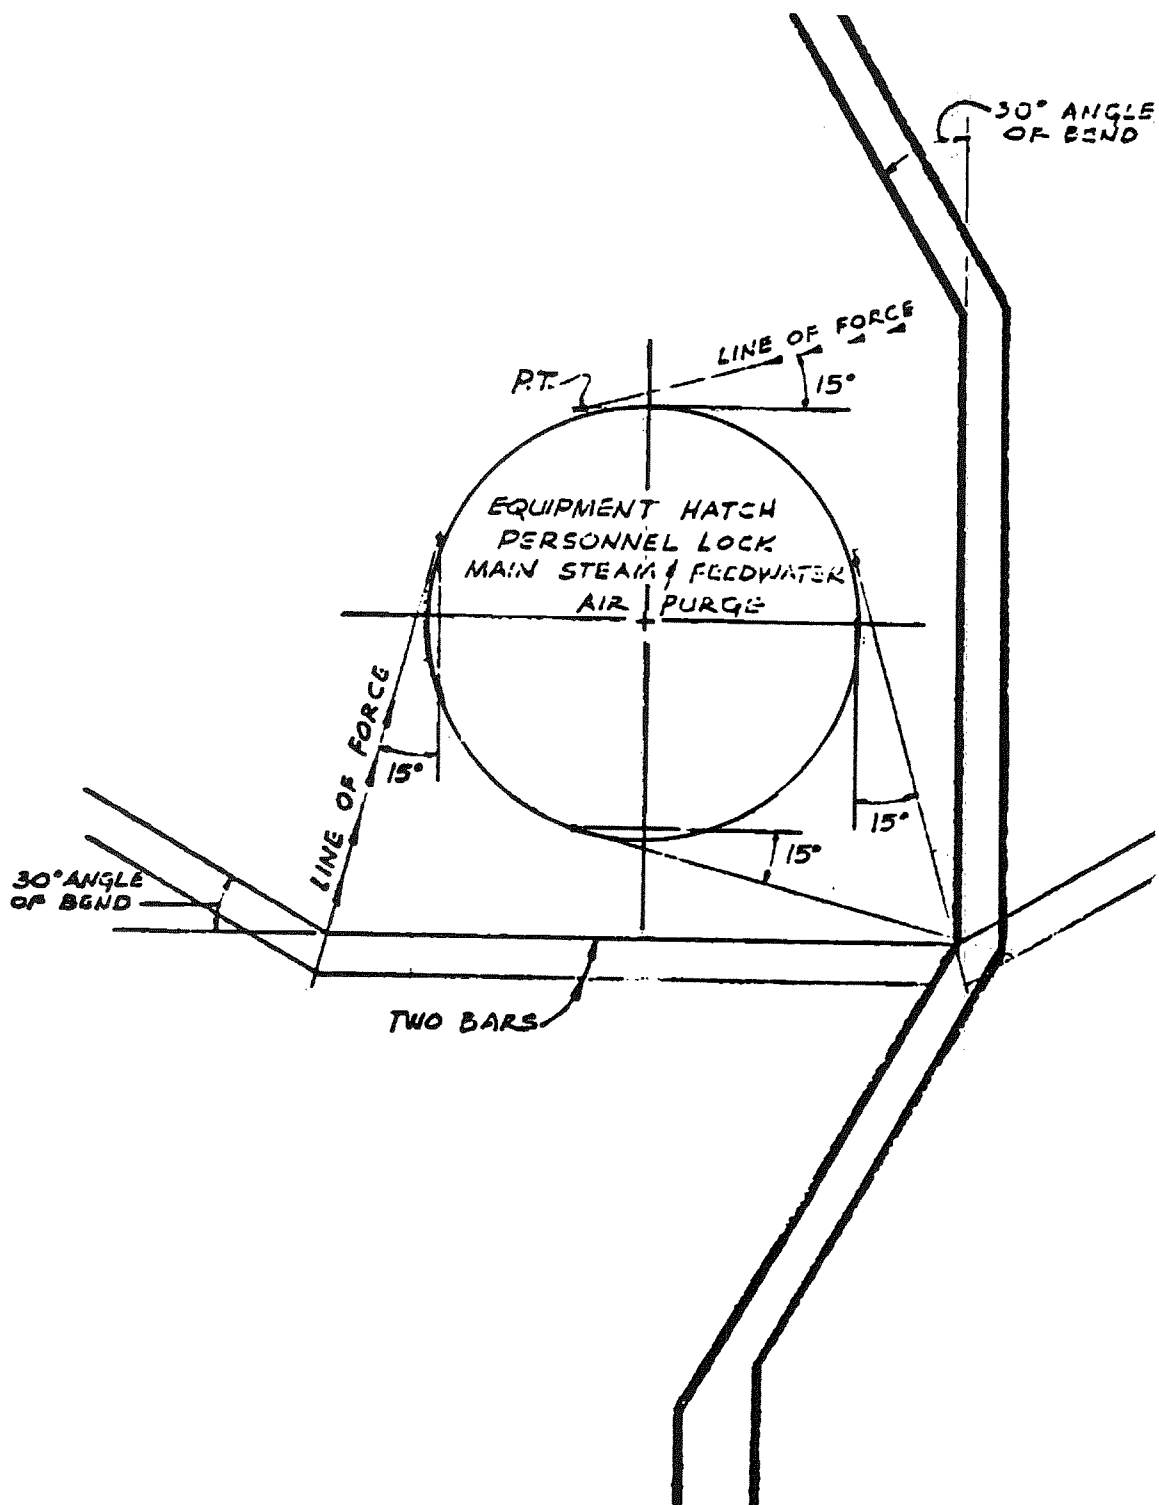 30° ANGLE
OF BEND
LINE OF FORCE
P.T.
15°
EQUIPMENT HATCH
PERSONNEL LOCK
MAIN STEAM & FEEDWATER
AIR PURGE
LINE OF FORCE
15°
15°
15°
30° ANGLE
OF BEND
TWO BARS